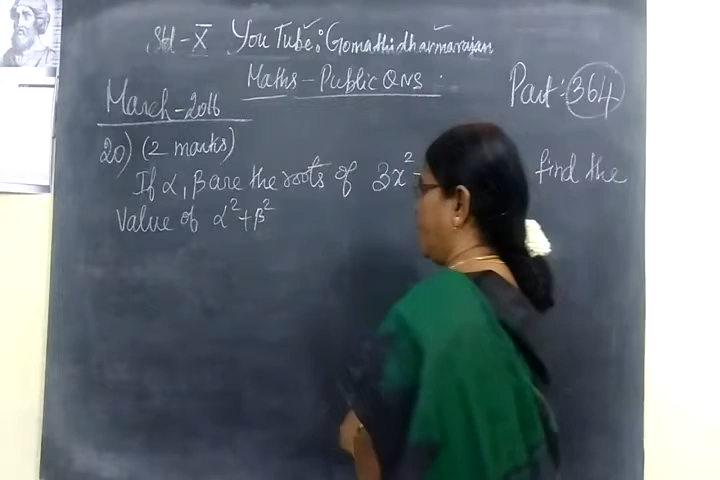 Std - X YouTube: Gomathidharmarajan
Maths - Public QNS.
Part: 364
March - 2016
20) (2 marks)
If α, β are the roots of 3x² - find the
Value of α² + β²